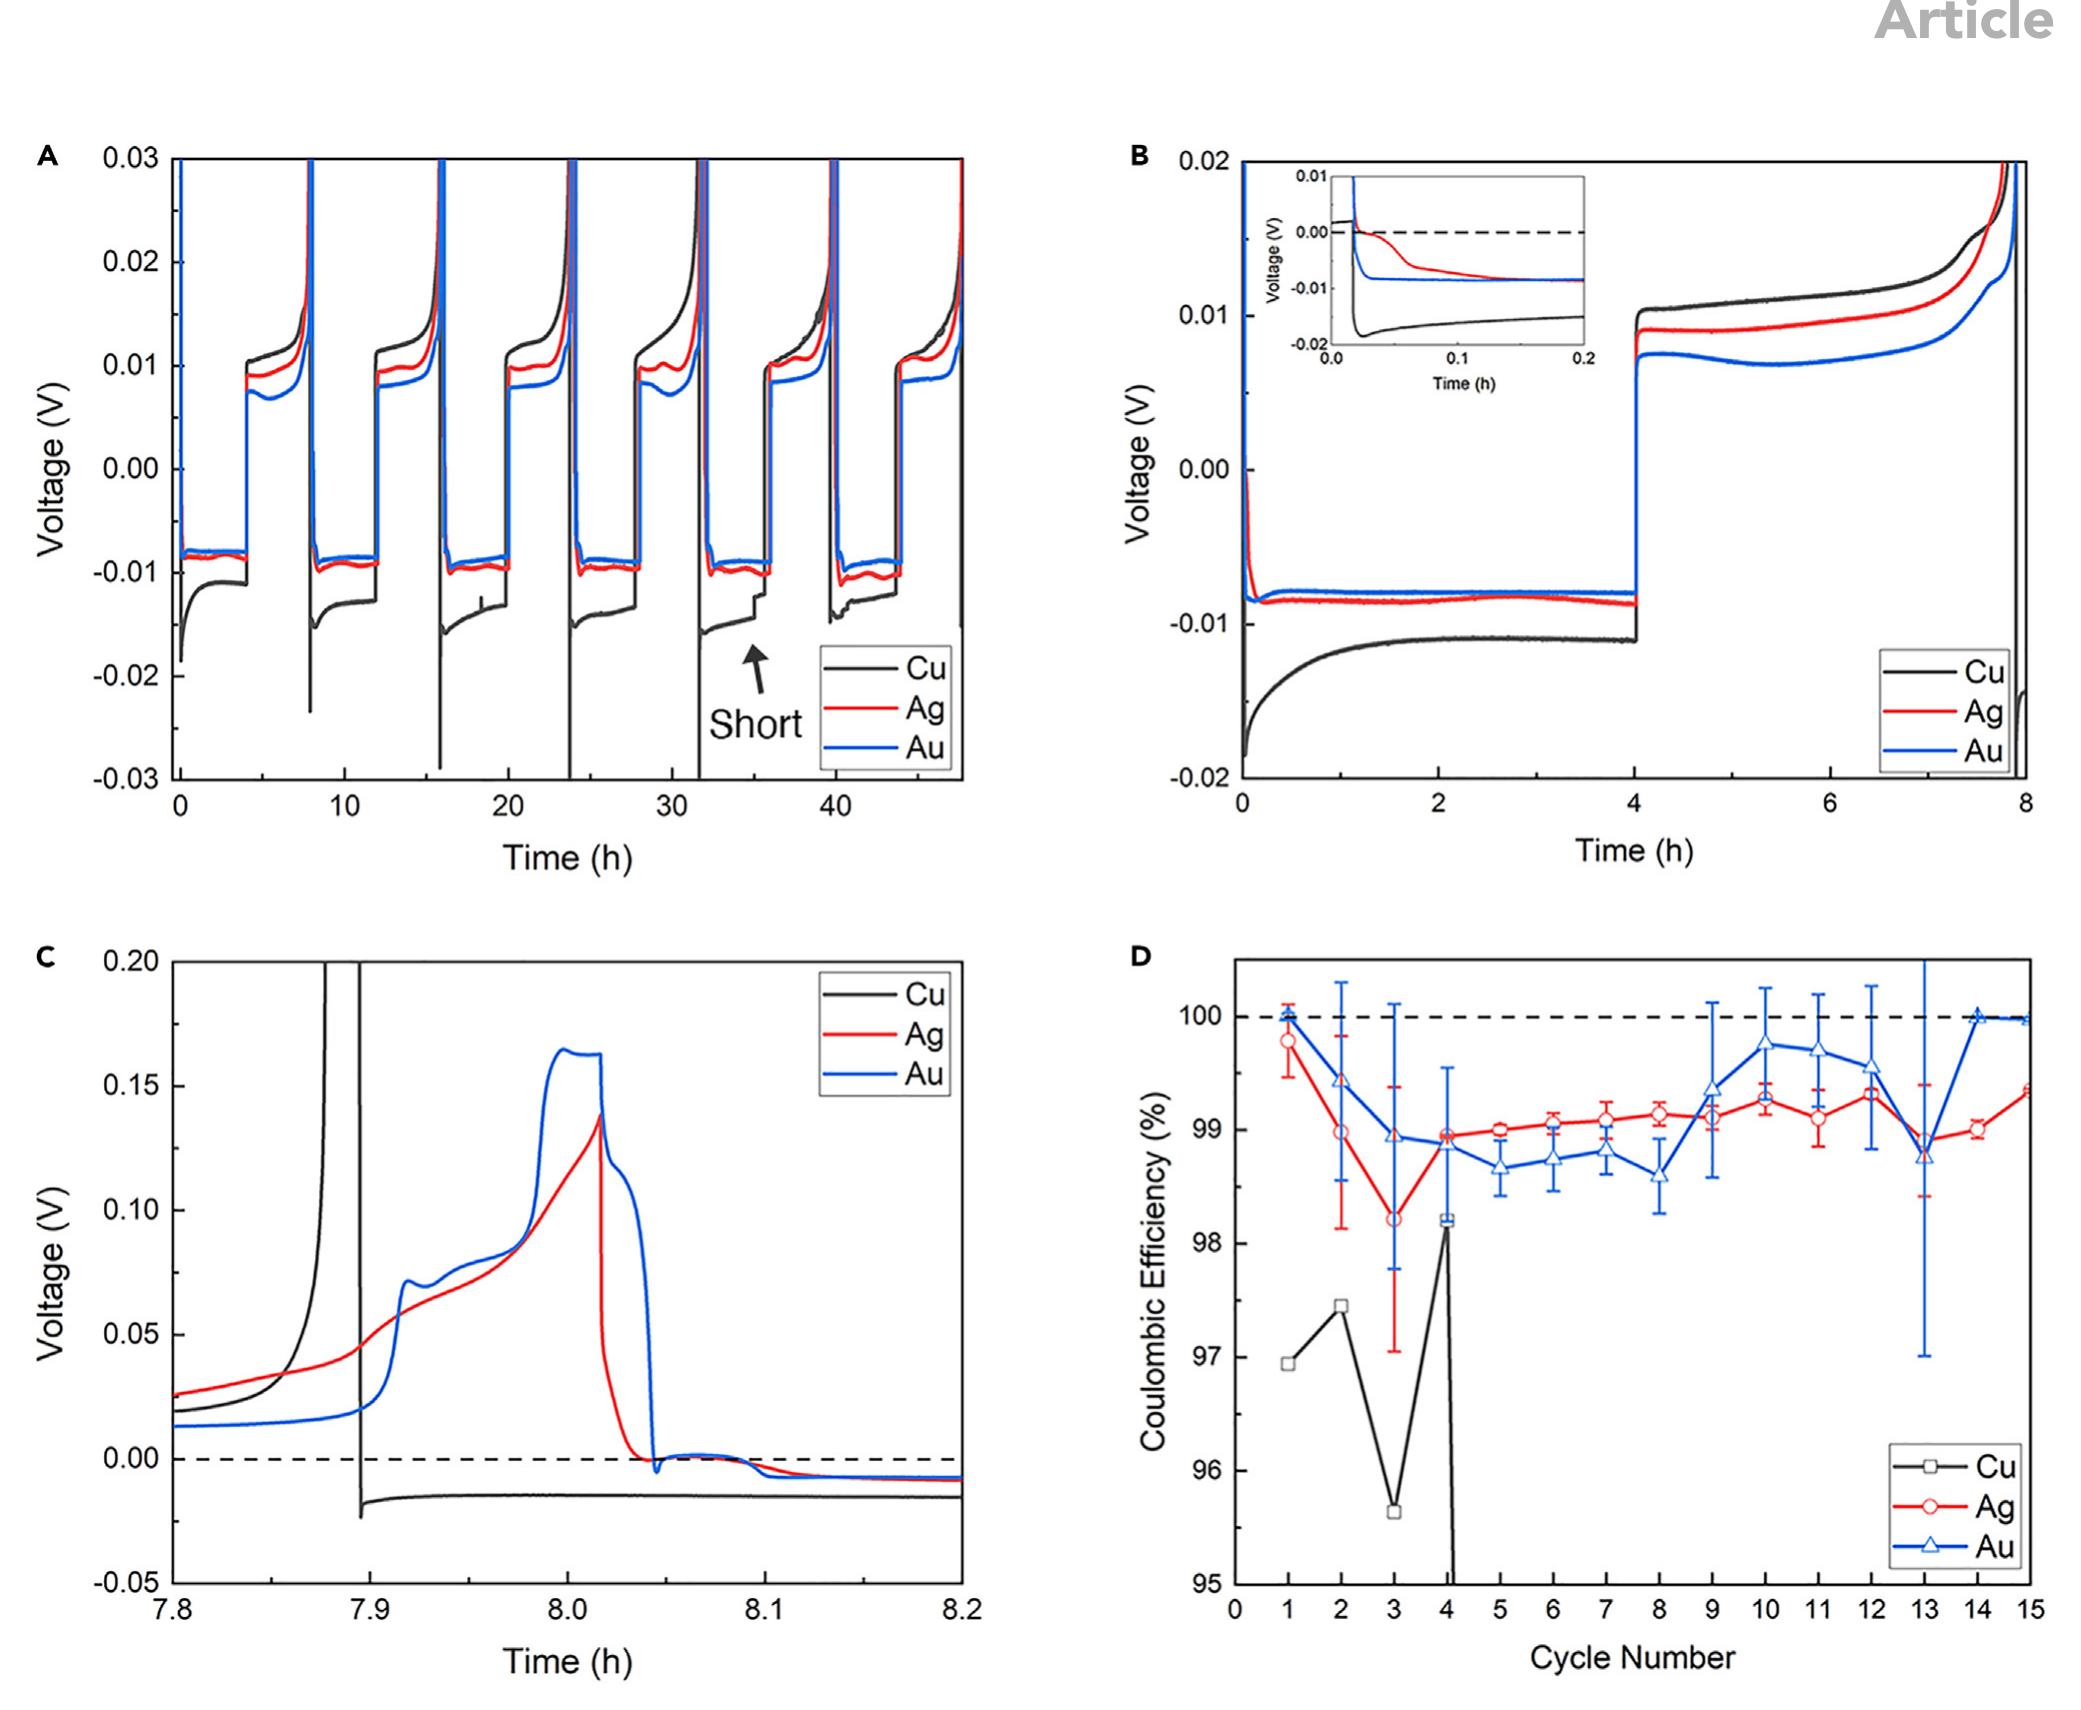 Article
A
0.03
0.02
0.01
0.00
-0.01
-0.02
-0.03
Voltage (V)
0 10 20 30 40
Time (h)
Short
Cu
Ag
Au
B
0.02
0.01
0.00
-0.01
-0.02
Voltage (V)
0 2 4 6 8
Time (h)
0.01
0.00
-0.01
-0.02
Voltage (V)
0.0 0.1 0.2
Time (h)
Cu
Ag
Au
C
0.20
0.15
0.10
0.05
0.00
-0.05
Voltage (V)
7.8 7.9 8.0 8.1 8.2
Time (h)
Cu
Ag
Au
D
100
99
98
97
96
95
Coulombic Efficiency (%)
0 1 2 3 4 5 6 7 8 9 10 11 12 13 14 15
Cycle Number
Cu
Ag
Au